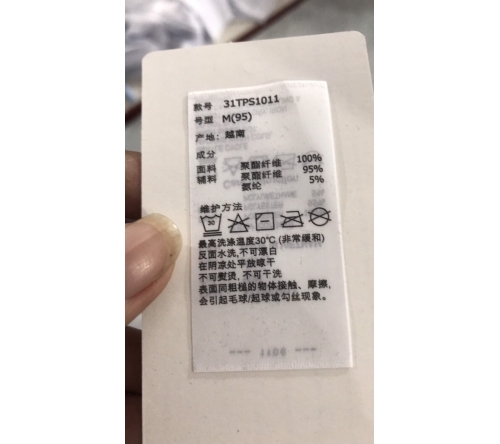 款号 31TPS1011
号型 M(95)
产地: 越南
成分
面料 聚酯纤维 100%
辅料 聚酯纤维 95%
氨纶 5%
维护方法
30
最高洗涤温度30℃ (非常缓和)
反面水洗,不可漂白
在阴凉处平放晾干
不可熨烫, 不可干洗
表面同粗糙的物体接触、摩擦,
会引起毛球/起球或勾丝现象。